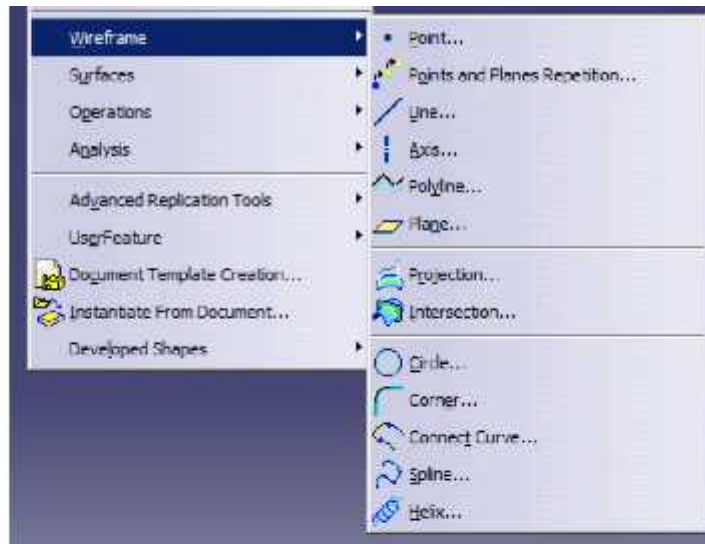 Wireframe
Surfaces
Operations
Analysis
Advanced Replication Tools
UserFeature
Document Template Creation...
Instantiate From Document...
Developed Shapes
Point...
Points and Planes Repetition...
Line...
Axis...
Polyline...
Plane...
Projection...
Intersection...
Circle...
Corner...
Connect Curve...
Spline...
Helix...